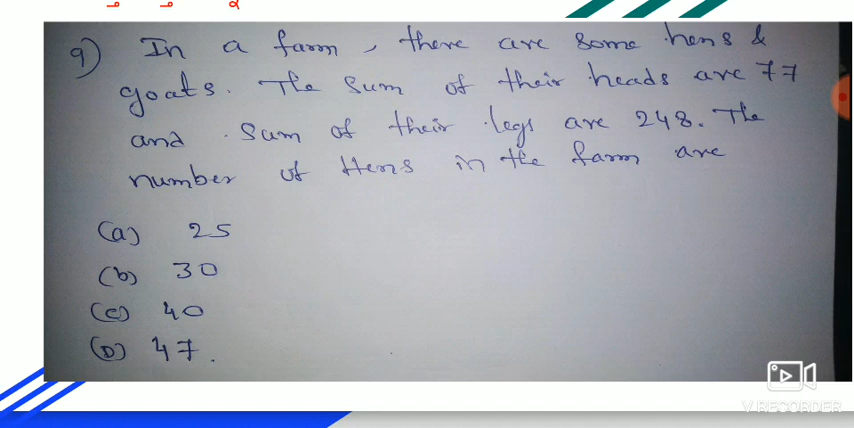 9) In a farm, there are some hens &
goats. The sum of their heads are 77
and sum of their legs are 248. The
number of Hens in the farm are
(a) 25
(b) 30
(c) 40
(D) 47.
V RECORDER